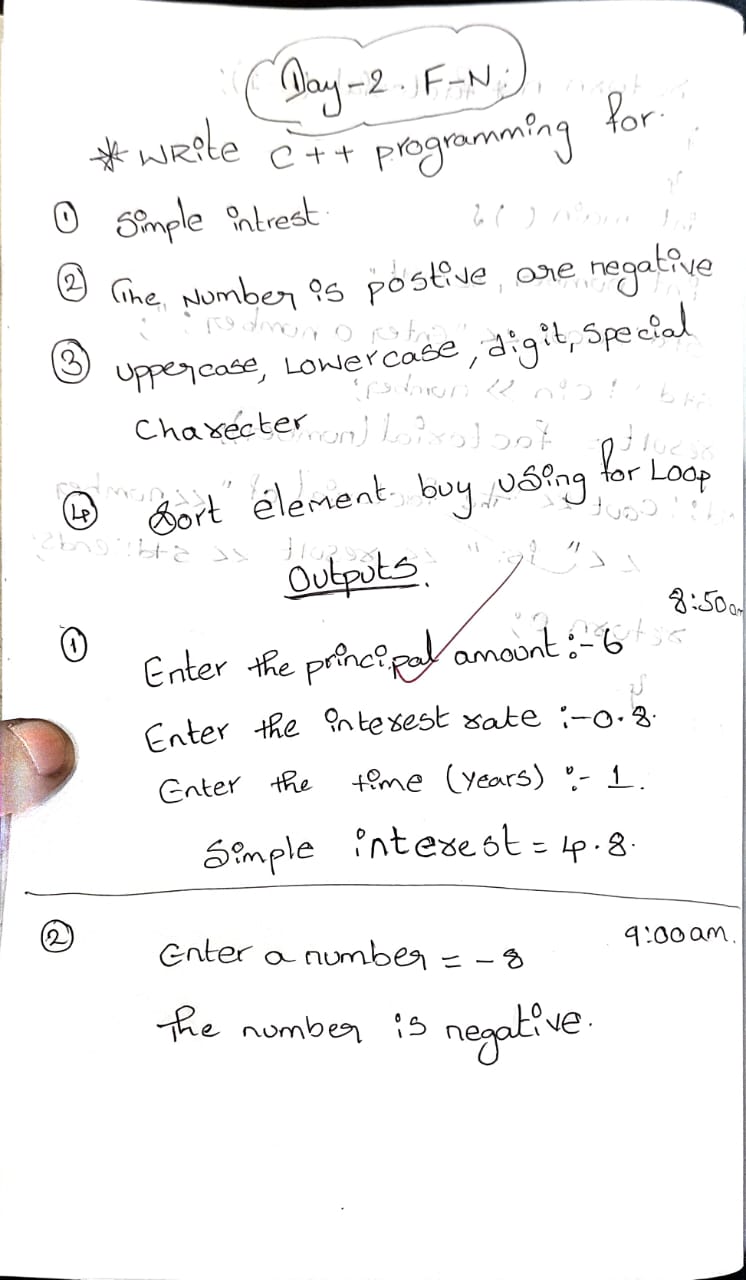 Day-2. F-N.
* WRite C++ programming for.
① Simple intrest.
② The, Number is postive, are negative
③ Uppercase, Lowercase, digit, Special
Charecter
④ Sort element buy using for Loop
Outputs.
8:50am
① Enter the principal amount :- 6
Enter the interest rate :- 0.8.
Enter the time (years) :- 1.
Simple interest = 4.8.
② Enter a number = -8 9:00am.
The number is negative.